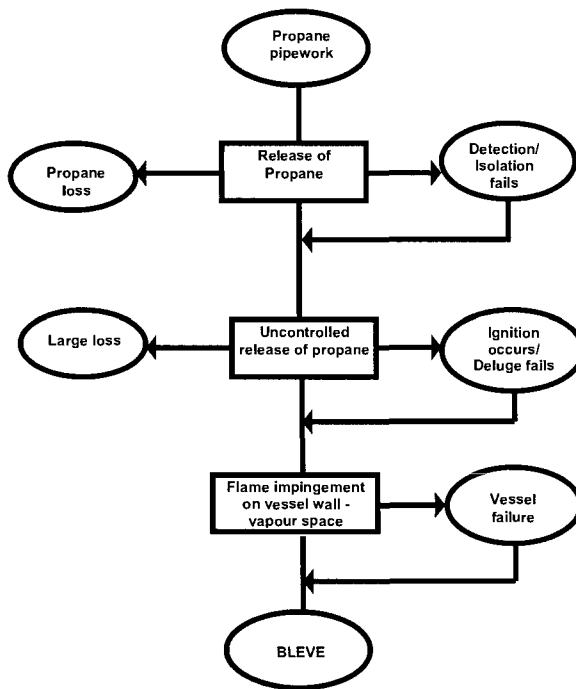 Propane
pipework
Release of
Propane
Detection/
Isolation
fails
Propane
loss
Uncontrolled
release of propane
Ignition
occurs/
Deluge fails
Large loss
Flame impingement
on vessel wall -
vapour space
Vessel
failure
BLEVE